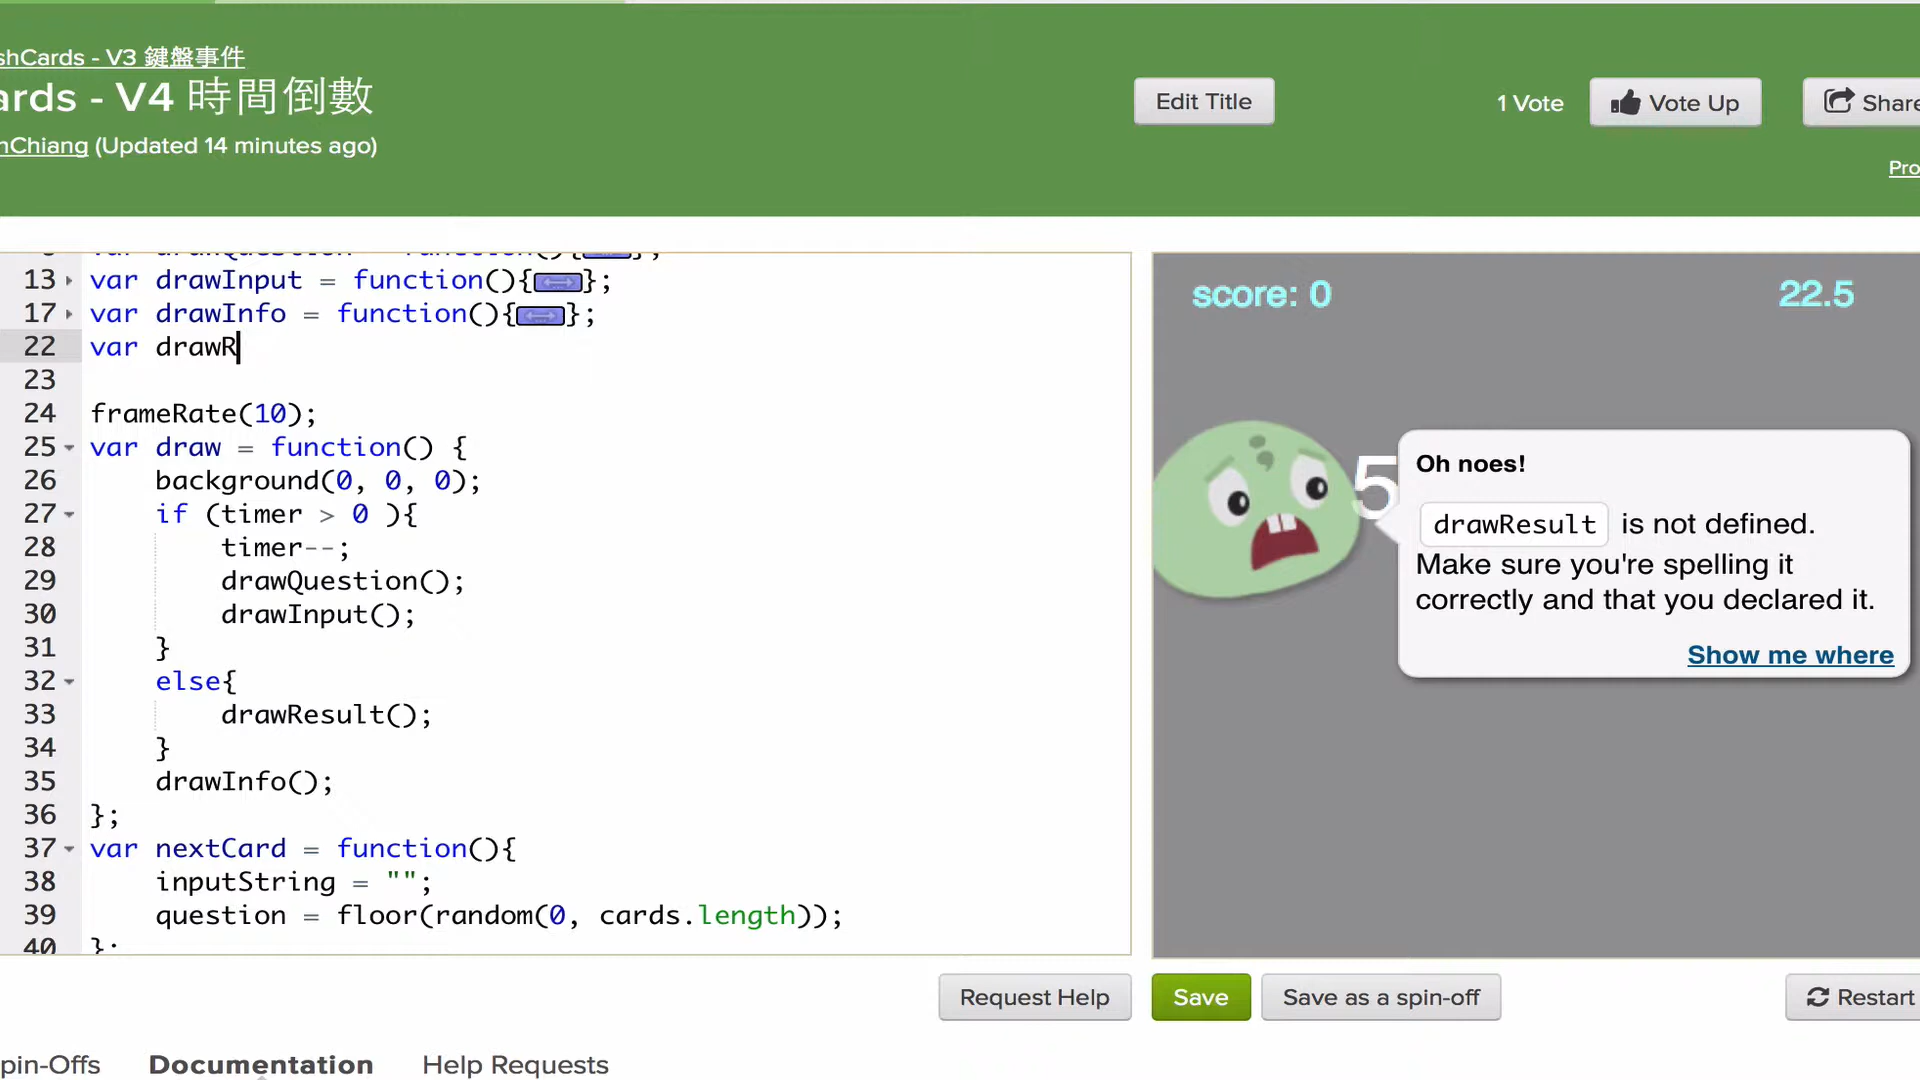 shCards - V3 鍵盤事件
ards - V4 時間倒數
nChiang (Updated 14 minutes ago)
Edit Title
1 Vote
Vote Up
Share
Pro
var drawQuestion = function(){};
13 var drawInput = function(){};
17 var drawInfo = function(){};
22 var drawR
23
24 frameRate(10);
25 var draw = function() {
26 background(0, 0, 0);
27 if (timer > 0 ){
28 timer--;
29 drawQuestion();
30 drawInput();
31 }
32 else{
33 drawResult();
34 }
35 drawInfo();
36 };
37 var nextCard = function(){
38 inputString = "";
39 question = floor(random(0, cards.length));
40 };
score: 0
22.5
5
Oh noes!
drawResult is not defined.
Make sure you're spelling it
correctly and that you declared it.
Show me where
Request Help
Save
Save as a spin-off
Restart
pin-Offs
Documentation
Help Requests